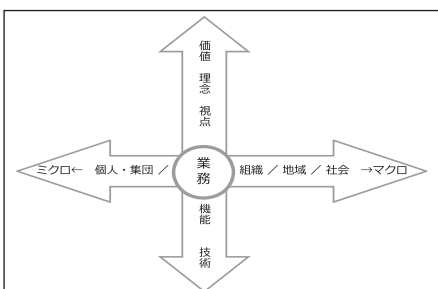 価値 理念 視点
ミクロ← 個人・集団 ／
業務
組織 ／ 地域 ／ 社会 →マクロ
機能 技術